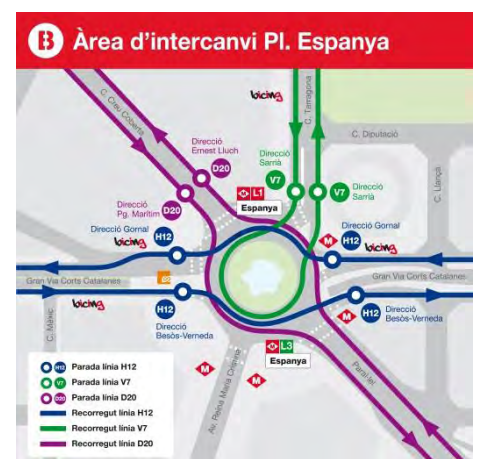 B Àrea d'intercanvi Pl. Espanya
bicing
C. Creu Coberta
C. Tarragona
C. Diputació
C. Llançà
Direcció
Ernest Lluch
D20
Direcció
Sarrià
V7
V7
Direcció
Sarrià
Direcció
Pg. Marítim
D20
M L1
Espanya
Direcció Gornal
bicing
H12
M
Direcció Gornal
H12
bicing
Gran Via Corts Catalanes
Gran Via Corts Catalanes
bicing
H12
Direcció
Besòs-Verneda
H12
Direcció
Besòs-Verneda
M
C. Mèxic
M L3
Espanya
M
M
Av. Reina Maria Cristina
Paral·lel
H12 Parada línia H12
V7 Parada línia V7
D20 Parada línia D20
Recorregut línia H12
Recorregut línia V7
Recorregut línia D20